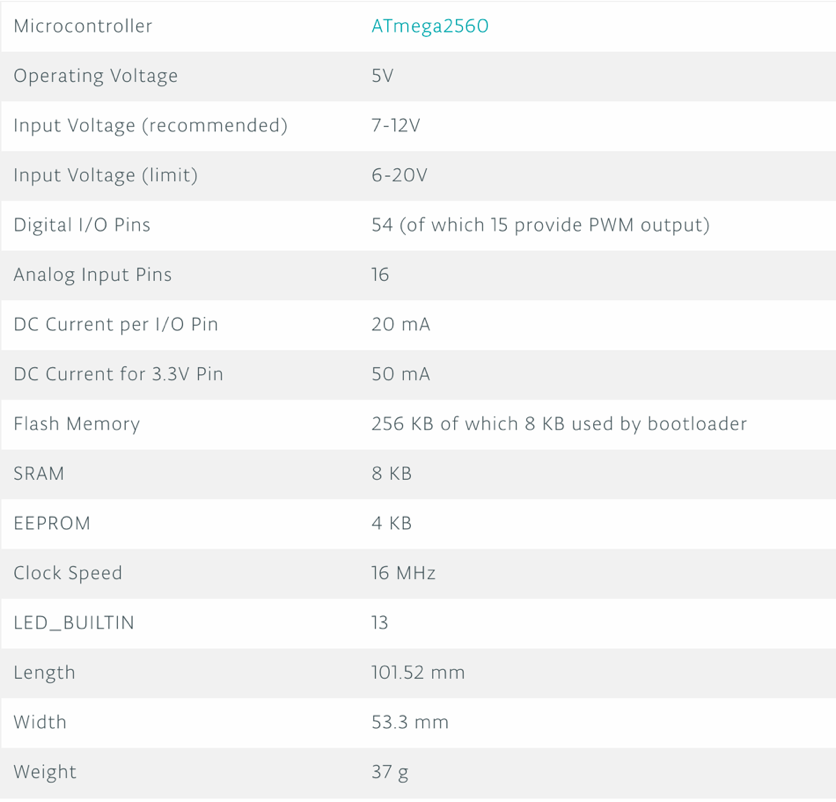 Microcontroller ATmega2560
Operating Voltage 5V
Input Voltage (recommended) 7-12V
Input Voltage (limit) 6-20V
Digital I/O Pins 54 (of which 15 provide PWM output)
Analog Input Pins 16
DC Current per I/O Pin 20 mA
DC Current for 3.3V Pin 50 mA
Flash Memory 256 KB of which 8 KB used by bootloader
SRAM 8 KB
EEPROM 4 KB
Clock Speed 16 MHz
LED_BUILTIN 13
Length 101.52 mm
Width 53.3 mm
Weight 37 g